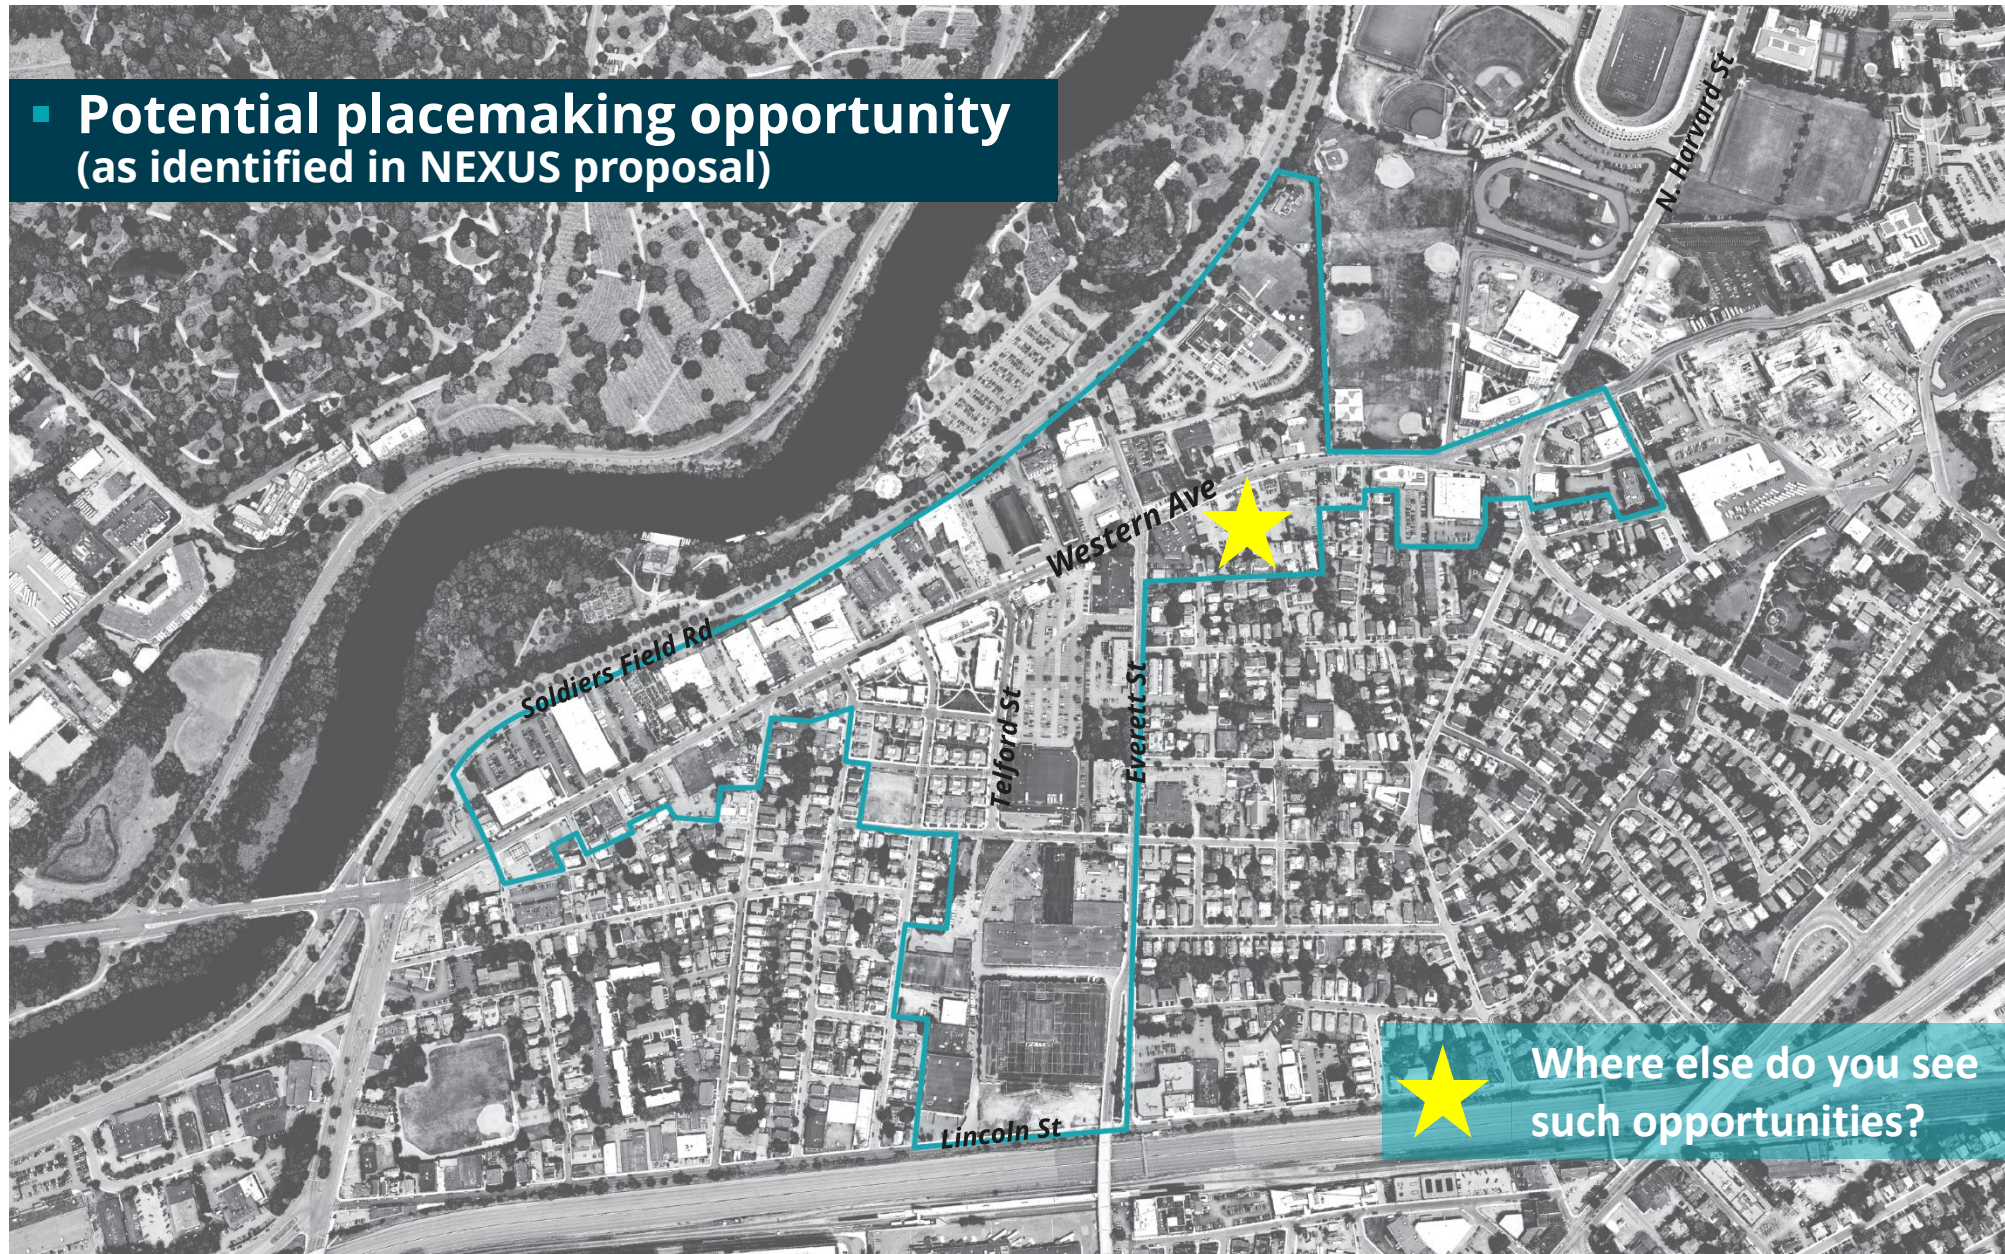 Potential placemaking opportunity
(as identified in NEXUS proposal)
N. Harvard St
Western Ave
Soldiers Field Rd
Telford St
Everett St
Lincoln St
Where else do you see
such opportunities?